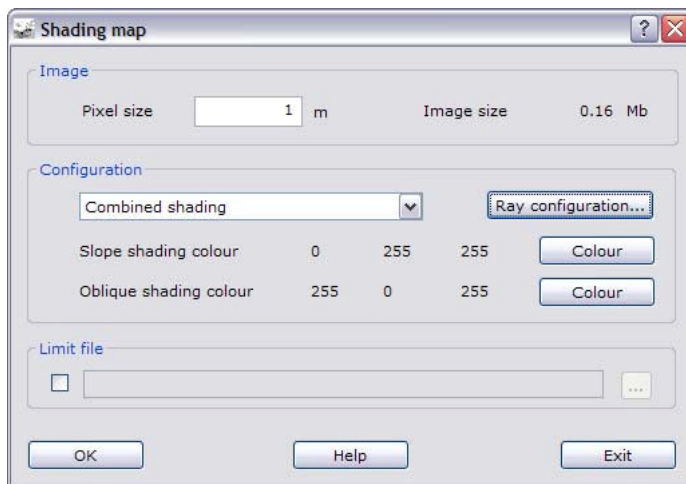 Shading map
Image
Pixel size 1 m Image size 0.16 Mb
Configuration
Combined shading Ray configuration...
Slope shading colour 0 255 255 Colour
Oblique shading colour 255 0 255 Colour
Limit file
...
OK Help Exit